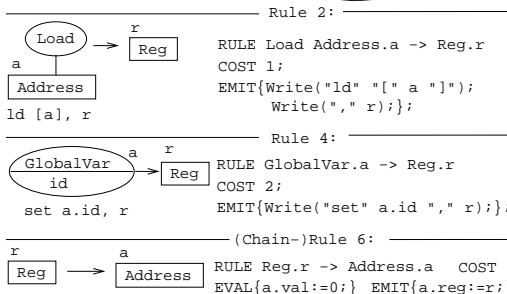 Rule 2:
Load
r
Reg
a
Address
ld [a], r
RULE Load Address.a -> Reg.r
COST 1;
EMIT{Write("ld" "[" a "]");
Write("," r);};
Rule 4:
GlobalVar
id
a
r
Reg
set a.id, r
RULE GlobalVar.a -> Reg.r
COST 2;
EMIT{Write("set" a.id "," r);};
(Chain-)Rule 6:
r
Reg
a
Address
RULE Reg.r -> Address.a COST
EVAL{a.val:=0;} EMIT{a.reg:=r;